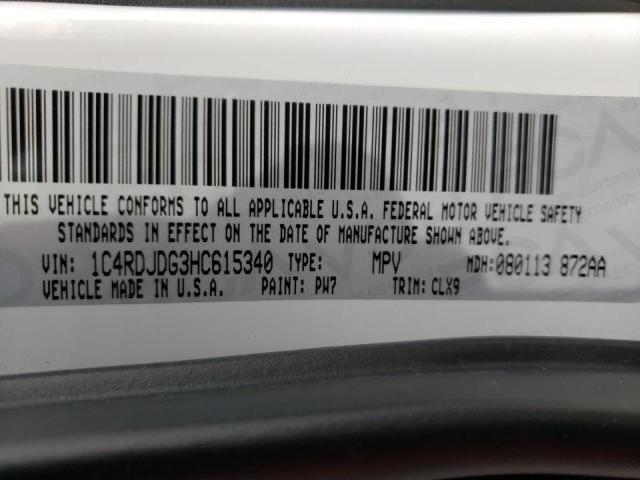 THIS VEHICLE CONFORMS TO ALL APPLICABLE U.S.A. FEDERAL MOTOR VEHICLE SAFETY
STANDARDS IN EFFECT ON THE DATE OF MANUFACTURE SHOWN ABOVE.
VIN: 1C4RDJDG3HC615340 TYPE: MPV MDH:080113 872AA
VEHICLE MADE IN U.S.A. PAINT: PW7 TRIM: CLX9